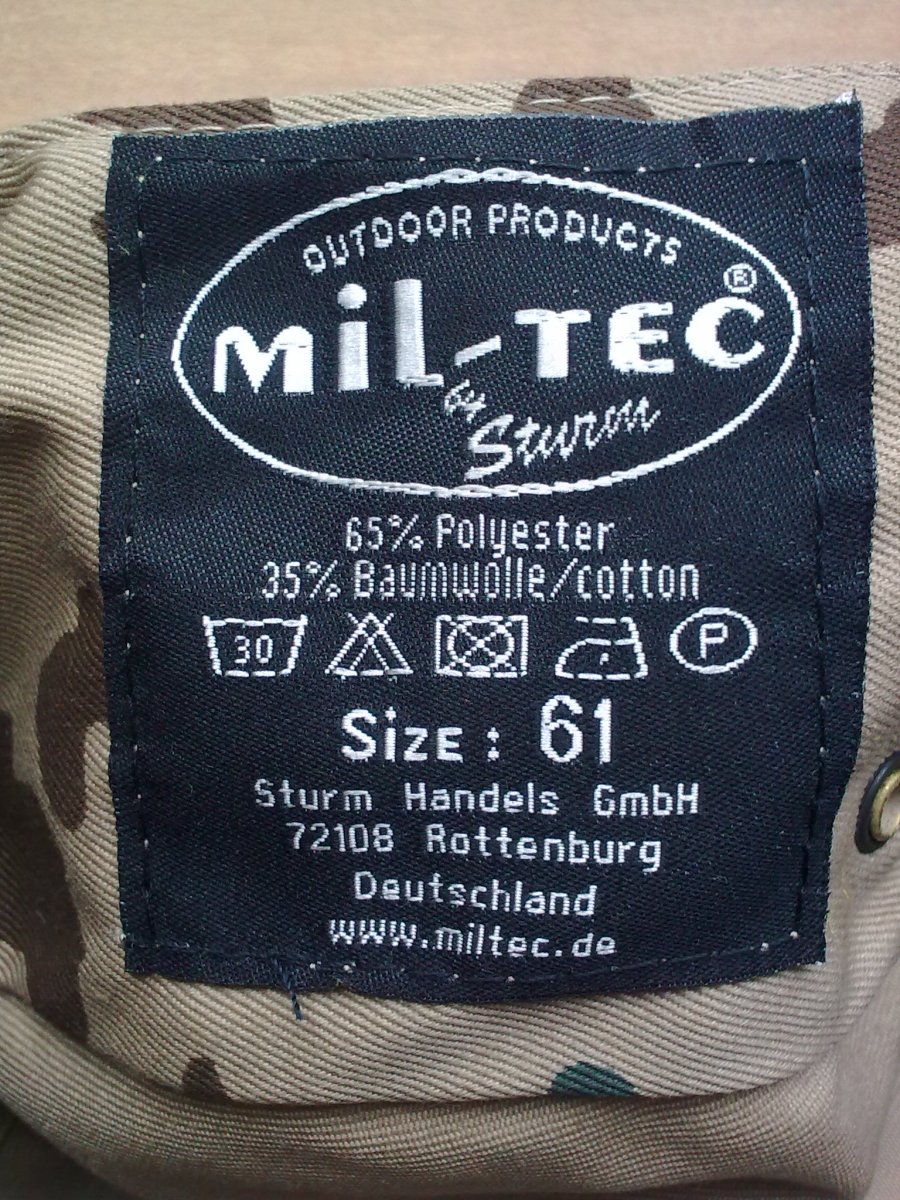 OUTDOOR PRODUCTS
MiL-TEC ®
by Sturm
65% Polyester
35% Baumwolle/cotton
30 P
SiZE : 61
Sturm Handels GmbH
72108 Rottenburg
Deutschland
www.miltec.de